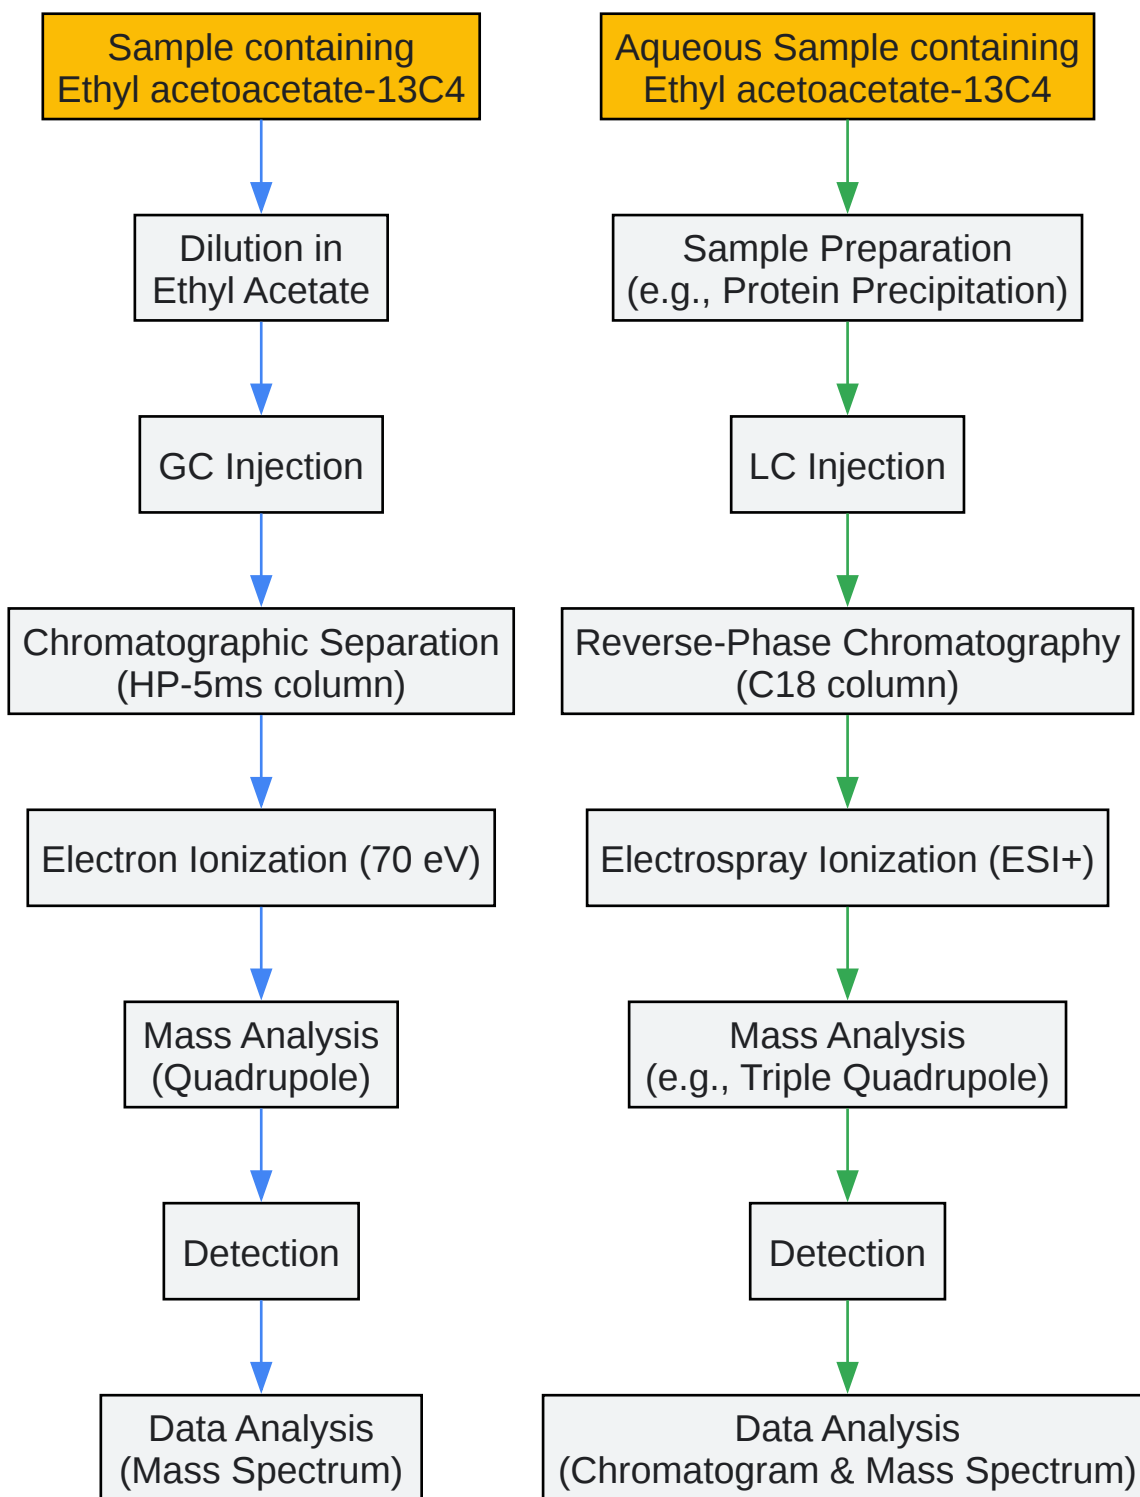 Sample containing
Ethyl acetoacetate-13C4
Dilution in
Ethyl Acetate
GC Injection
Chromatographic Separation
(HP-5ms column)
Electron Ionization (70 eV)
Mass Analysis
(Quadrupole)
Detection
Data Analysis
(Mass Spectrum)
Aqueous Sample containing
Ethyl acetoacetate-13C4
Sample Preparation
(e.g., Protein Precipitation)
LC Injection
Reverse-Phase Chromatography
(C18 column)
Electrospray Ionization (ESI+)
Mass Analysis
(e.g., Triple Quadrupole)
Detection
Data Analysis
(Chromatogram & Mass Spectrum)